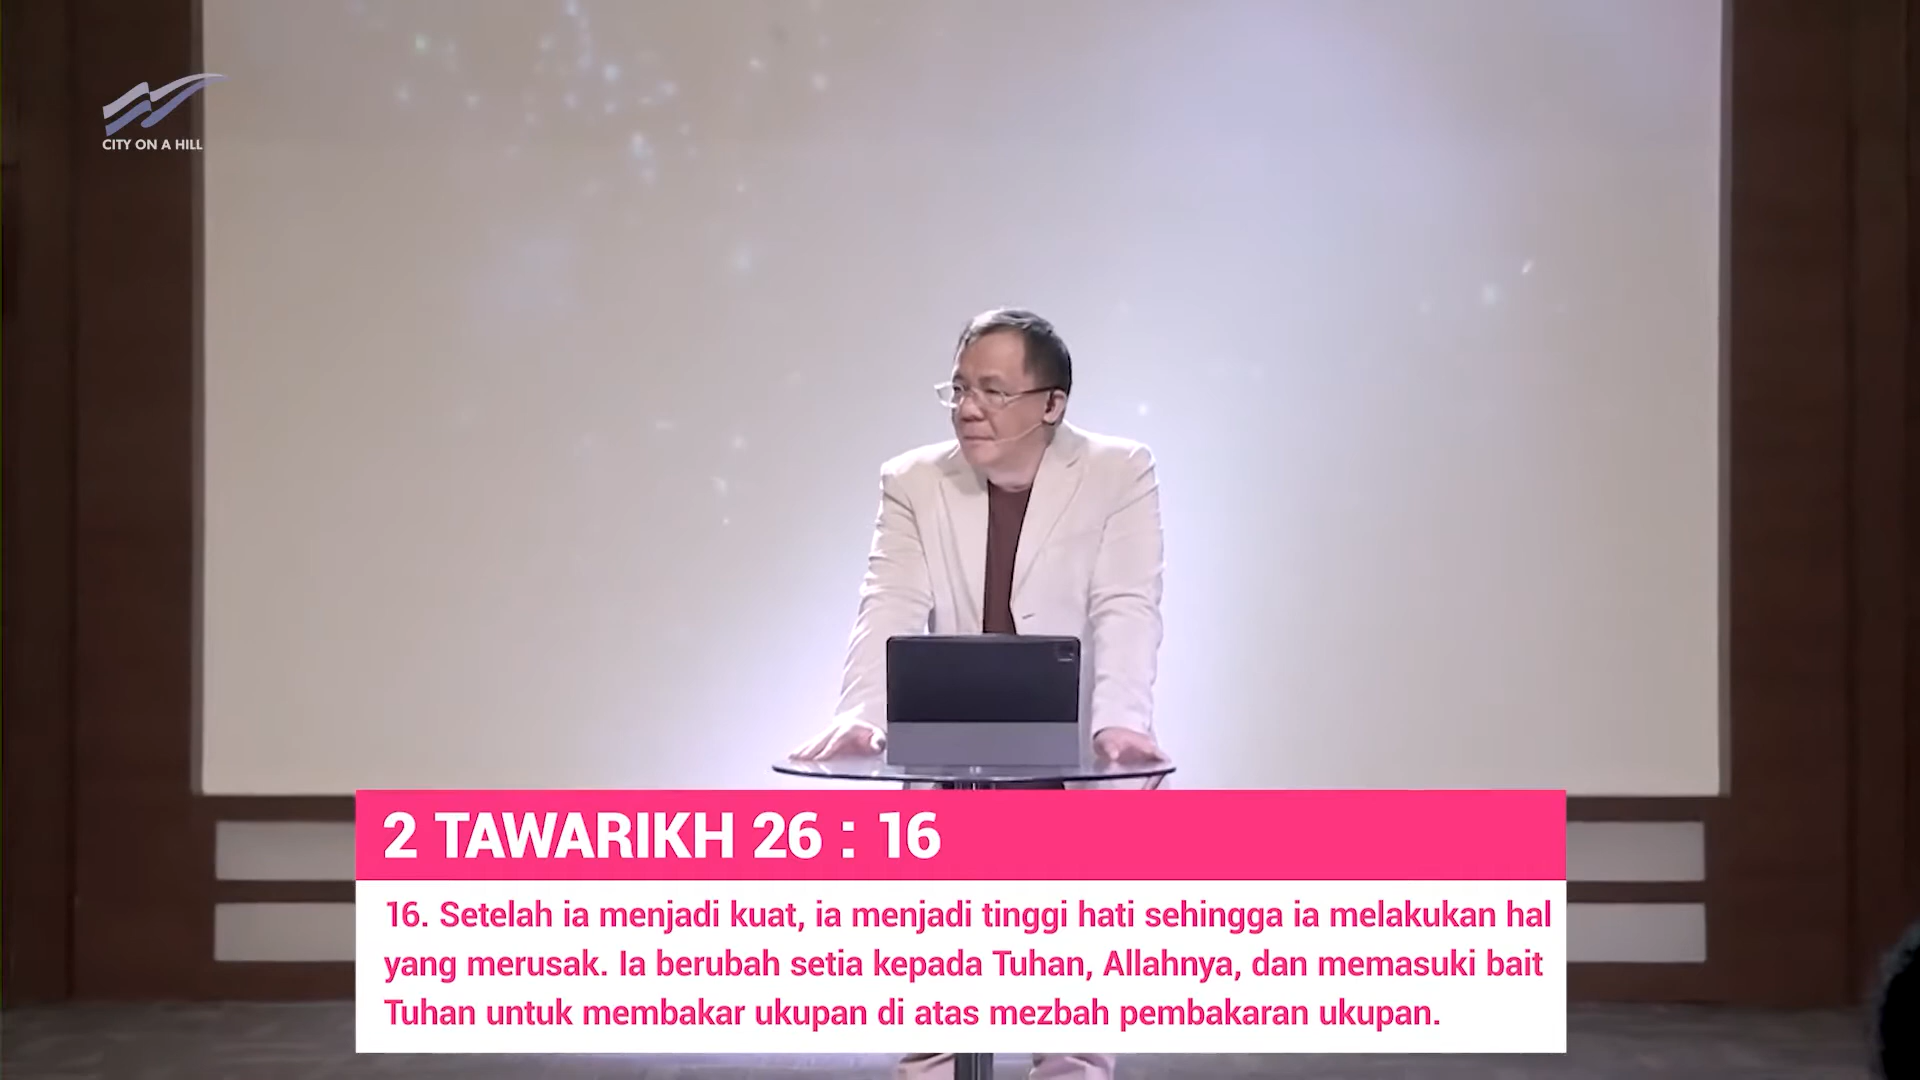 CITY ON A HILL
2 TAWARIKH 26 : 16
16. Setelah ia menjadi kuat, ia menjadi tinggi hati sehingga ia melakukan hal
yang merusak. Ia berubah setia kepada Tuhan, Allahnya, dan memasuki bait
Tuhan untuk membakar ukupan di atas mezbah pembakaran ukupan.